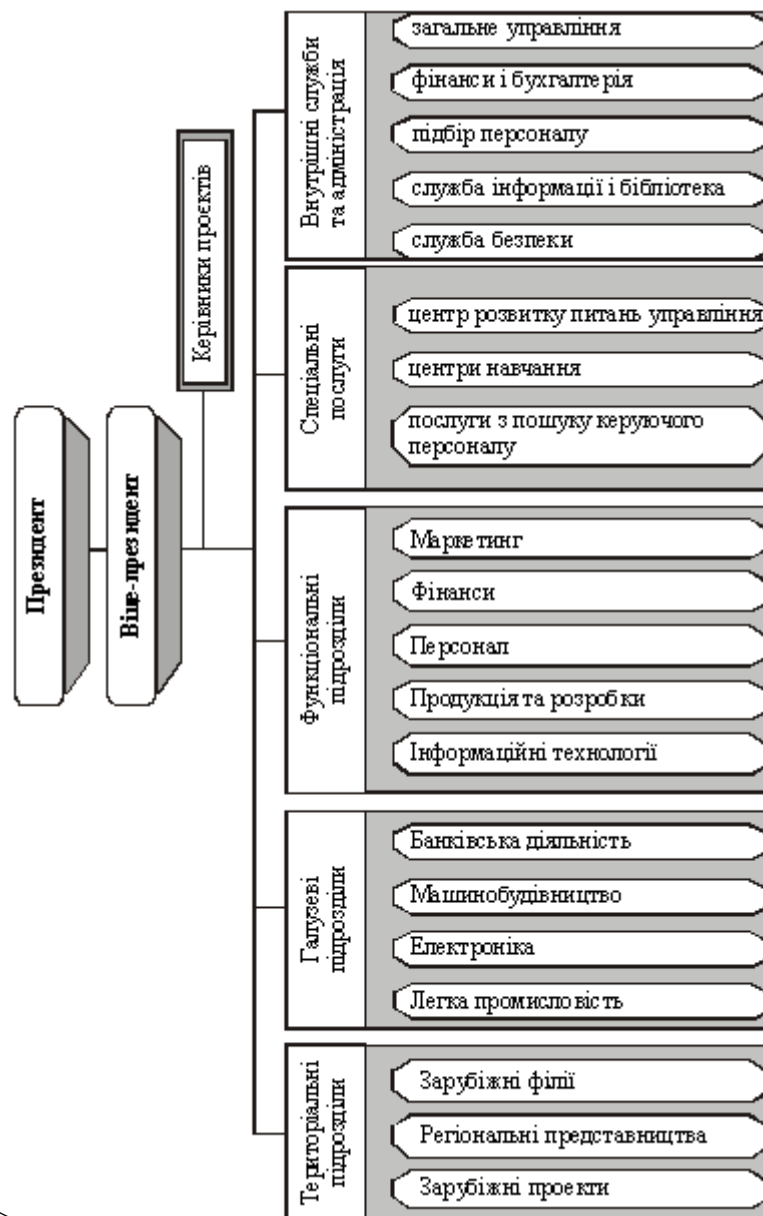 Президент
Віце-президент
Керівники проєктів
Внутрішні служби
та адміністрація
загальне управління
фінанси і бухгалтерія
підбір персоналу
служба інформації і бібліотека
служба безпеки
Спеціальні
послуги
центр розвитку питань управління
центри навчання
послуги з пошуку керуючого
персоналу
Функціональні
підрозділи
Маркетинг
Фінанси
Персонал
Продукція та розробки
Інформаційні технології
Галузеві
підрозділи
Банківська діяльність
Машинобудівництво
Електроніка
Легка промисловість
Територіальні
підрозділи
Зарубіжні філії
Регіональні представництва
Зарубіжні проекти